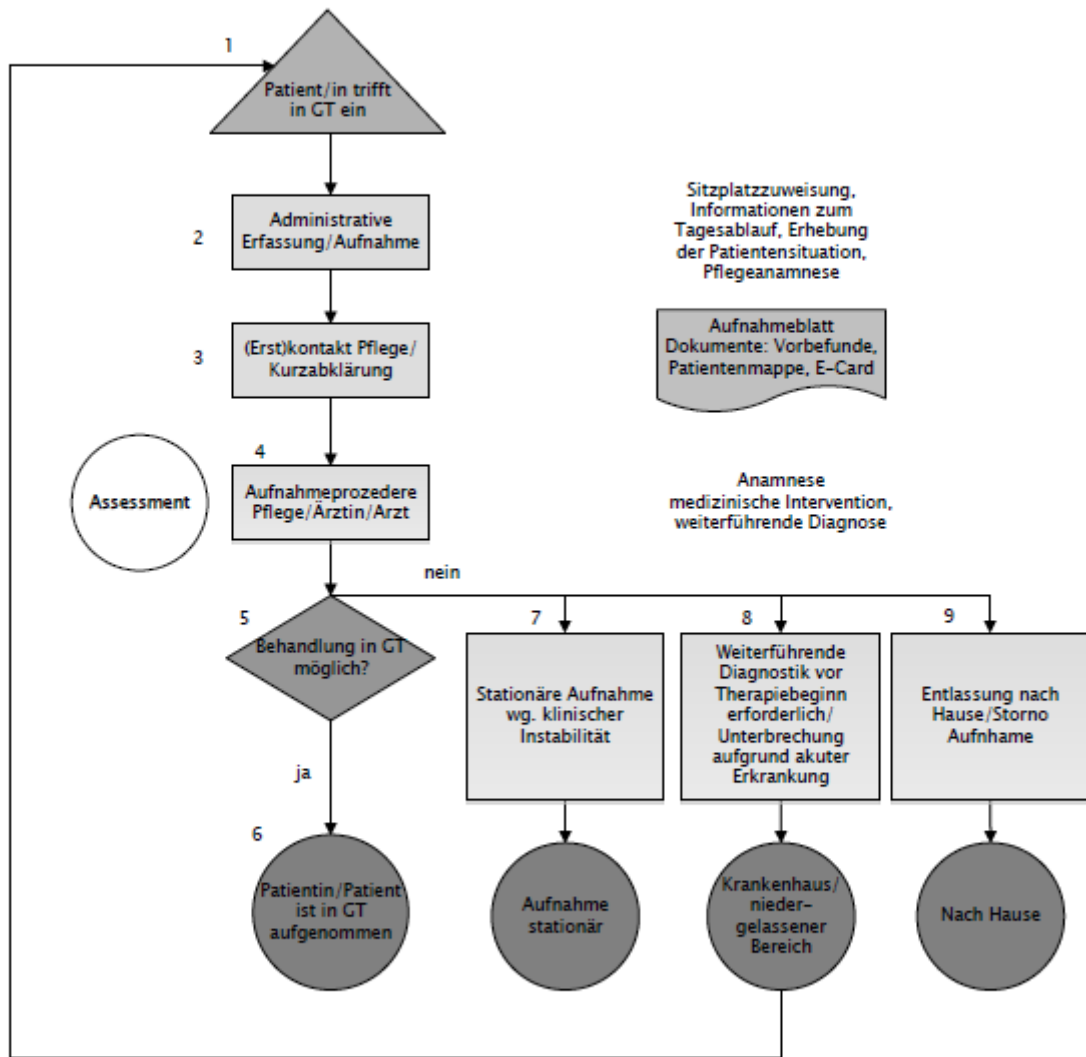 1
Patient/in trifft
in GT ein
2
Administrative
Erfassung/Aufnahme
Sitzplatzzuweisung,
Informationen zum
Tagesablauf, Erhebung
der Patientensituation,
Pflegeanamnese
3
(Erst)kontakt Pflege/
Kurzabklärung
Aufnahmeblatt
Dokumente: Vorbefunde,
Patientenmappe, E-Card
Assessment
4
Aufnahmeprozedere
Pflege/Ärztin/Arzt
Anamnese
medizinische Intervention,
weiterführende Diagnose
nein
5
Behandlung in GT
möglich?
7
Stationäre Aufnahme
wg. klinischer
Instabilität
8
Weiterführende
Diagnostik vor
Therapiebeginn
erforderlich/
Unterbrechung
aufgrund akuter
Erkrankung
9
Entlassung nach
Hause/Storno
Aufnhame
ja
6
Patientin/Patient
ist in GT
aufgenommen
Aufnahme
stationär
Krankenhaus/
nieder-
gelassener
Bereich
Nach Hause